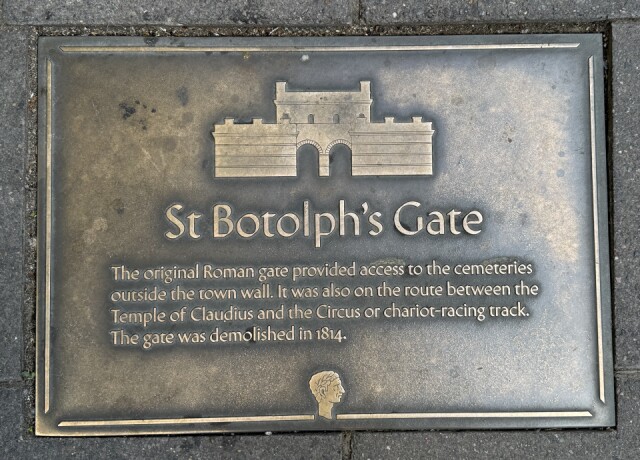 St Botolph's Gate
The original Roman gate provided access to the cemeteries
outside the town wall. It was also on the route between the
Temple of Claudius and the Circus or chariot-racing track.
The gate was demolished in 1814.